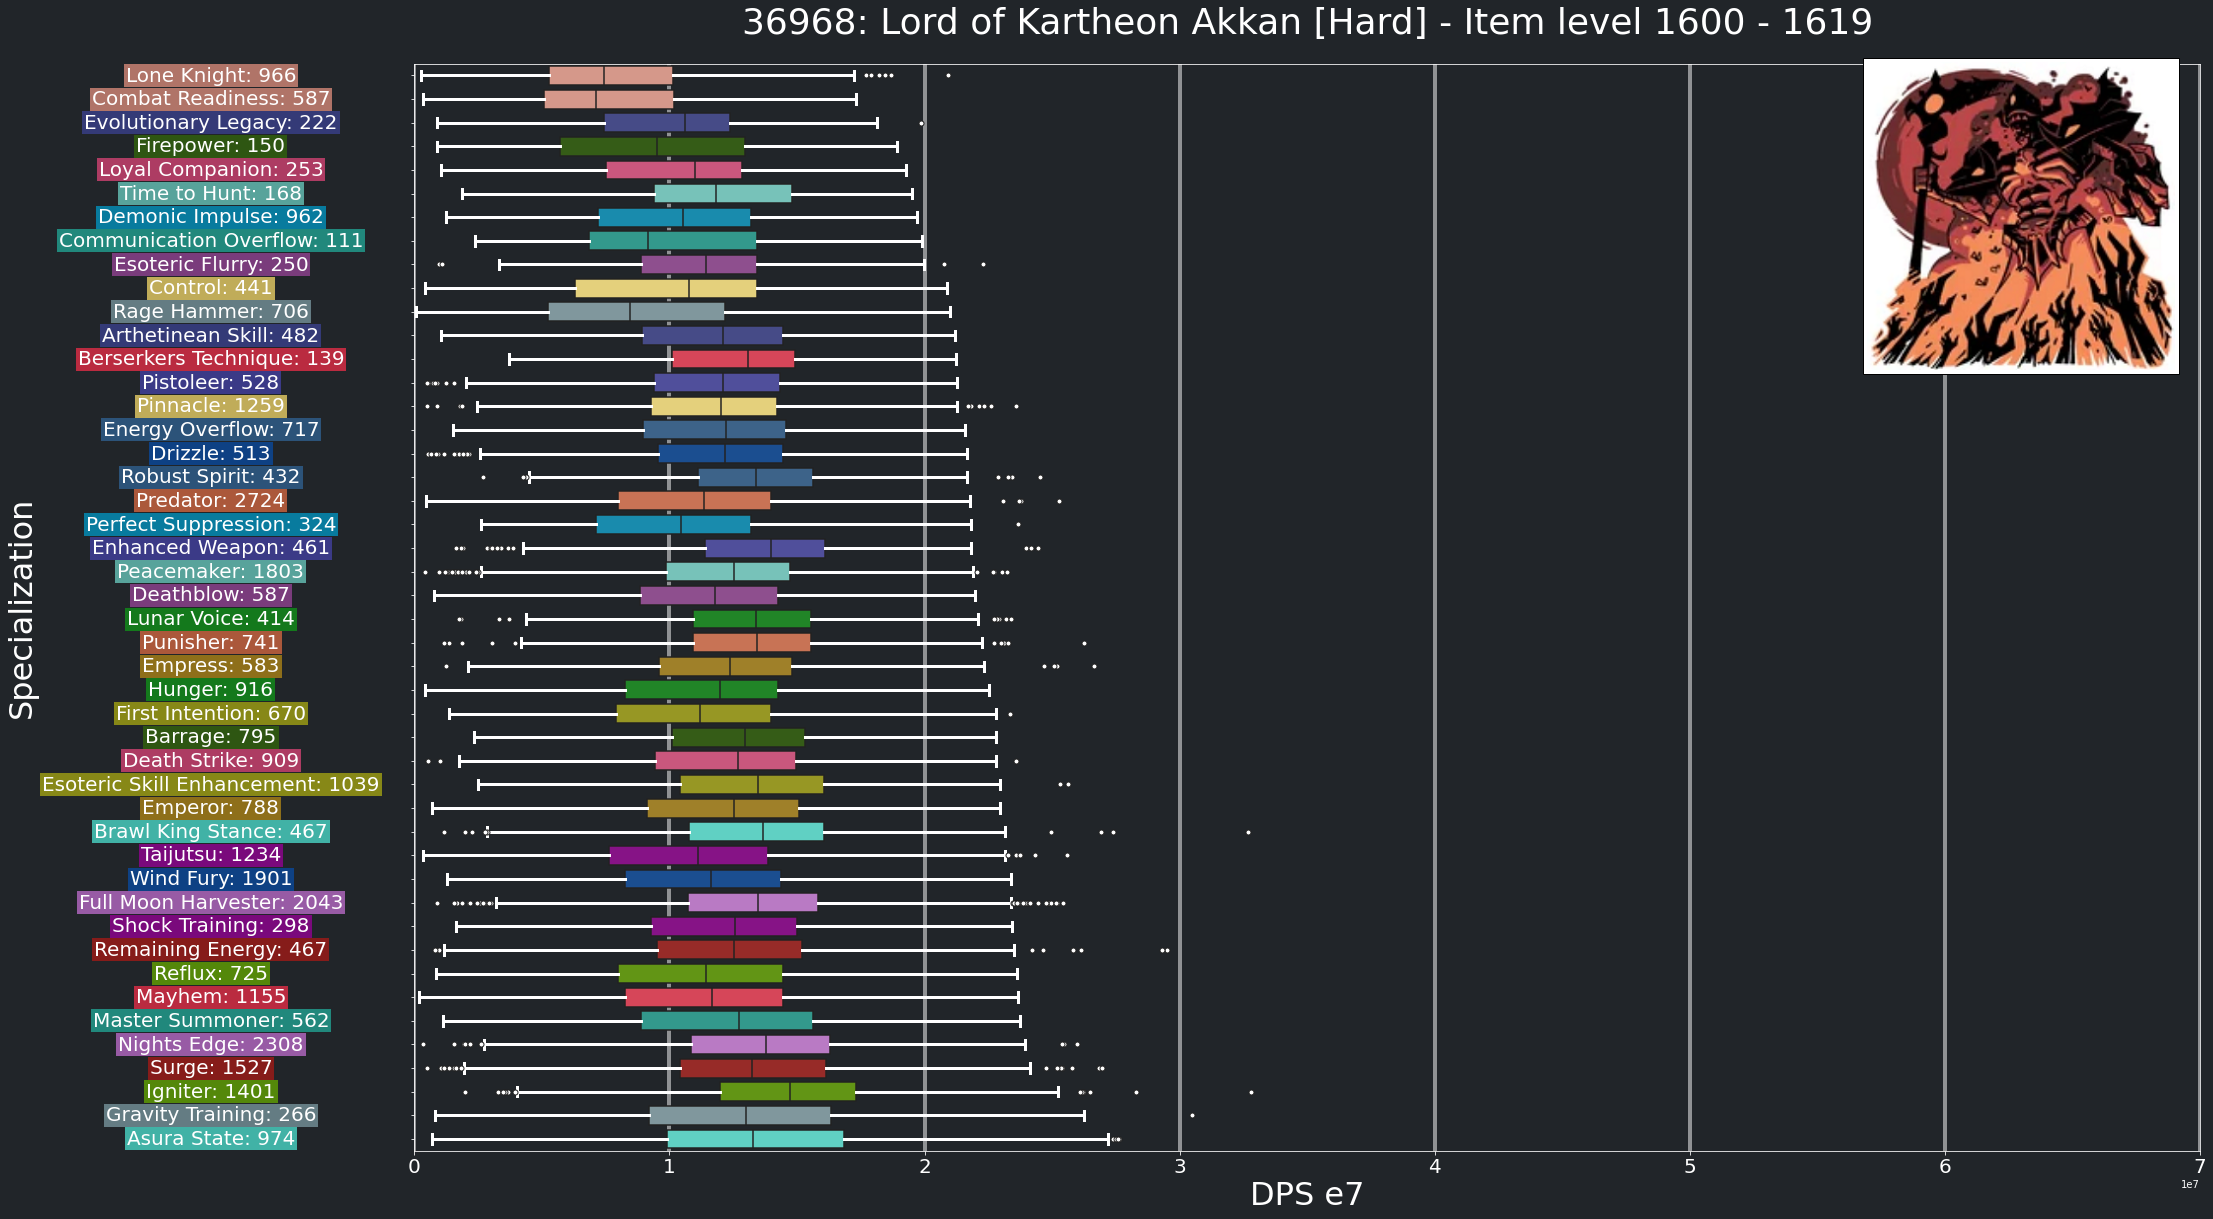 36968: Lord of Kartheon Akkan [Hard] - Item level 1600 - 1619
Specialization
Lone Knight: 966
Combat Readiness: 587
Evolutionary Legacy: 222
Firepower: 150
Loyal Companion: 253
Time to Hunt: 168
Demonic Impulse: 962
Communication Overflow: 111
Esoteric Flurry: 250
Control: 441
Rage Hammer: 706
Arthetinean Skill: 482
Berserkers Technique: 139
Pistoleer: 528
Pinnacle: 1259
Energy Overflow: 717
Drizzle: 513
Robust Spirit: 432
Predator: 2724
Perfect Suppression: 324
Enhanced Weapon: 461
Peacemaker: 1803
Deathblow: 587
Lunar Voice: 414
Punisher: 741
Empress: 583
Hunger: 916
First Intention: 670
Barrage: 795
Death Strike: 909
Esoteric Skill Enhancement: 1039
Emperor: 788
Brawl King Stance: 467
Taijutsu: 1234
Wind Fury: 1901
Full Moon Harvester: 2043
Shock Training: 298
Remaining Energy: 467
Reflux: 725
Mayhem: 1155
Master Summoner: 562
Nights Edge: 2308
Surge: 1527
Igniter: 1401
Gravity Training: 266
Asura State: 974
0 1 2 3 4 5 6 7
1e7
DPS e7